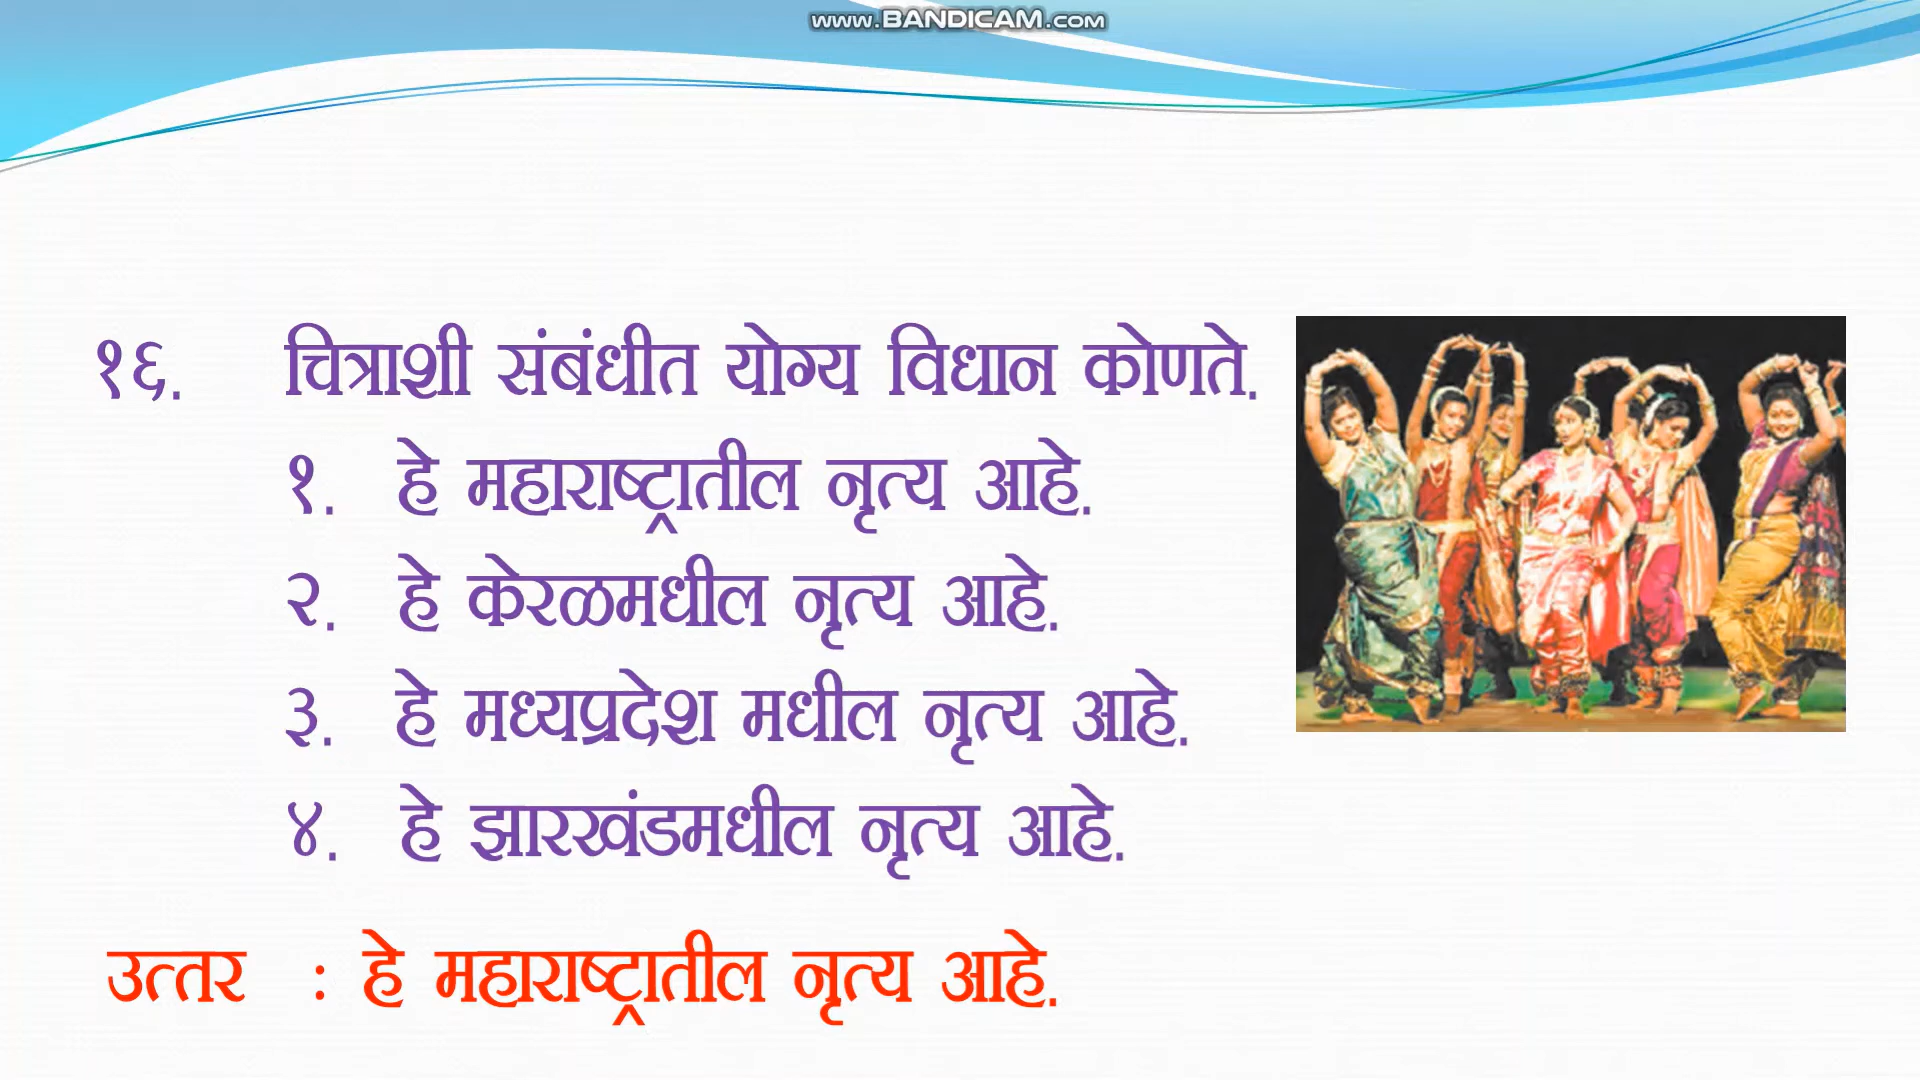 www.BANDICAM.com
१६. चित्राशी संबंधीत योग्य विधान कोणते.
१. हे महाराष्ट्रातील नृत्य आहे.
२. हे केरळमधील नृत्य आहे.
३. हे मध्यप्रदेश मधील नृत्य आहे.
४. हे झारखंडमधील नृत्य आहे.
उत्तर : हे महाराष्ट्रातील नृत्य आहे.